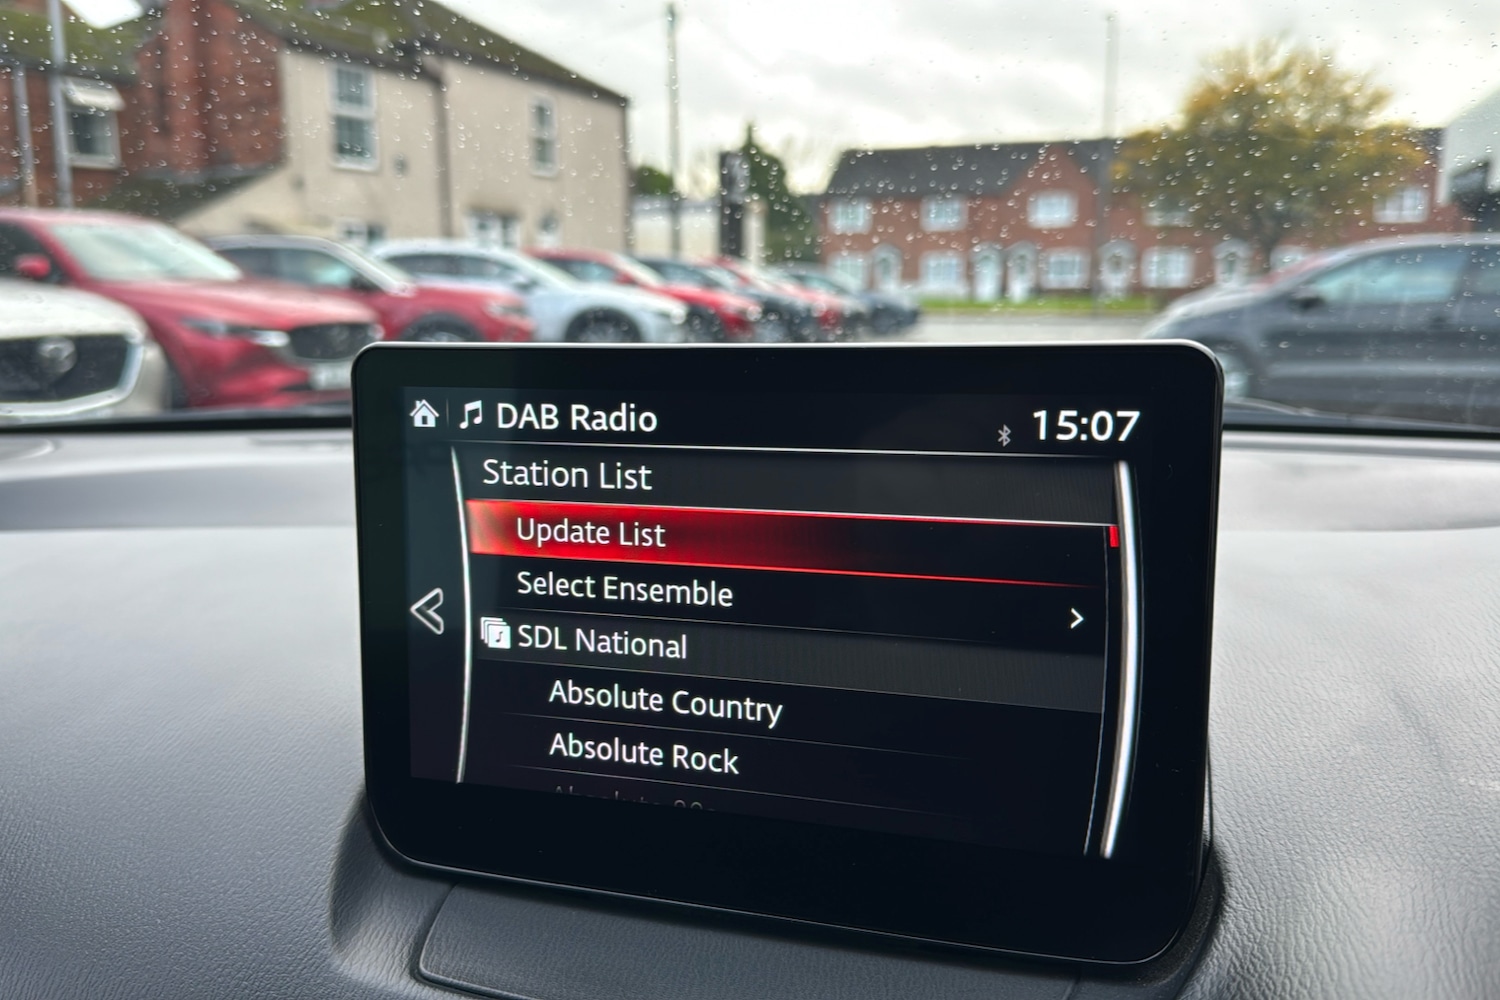 DAB Radio
15:07
Station List
Update List
Select Ensemble
SDL National
Absolute Country
Absolute Rock